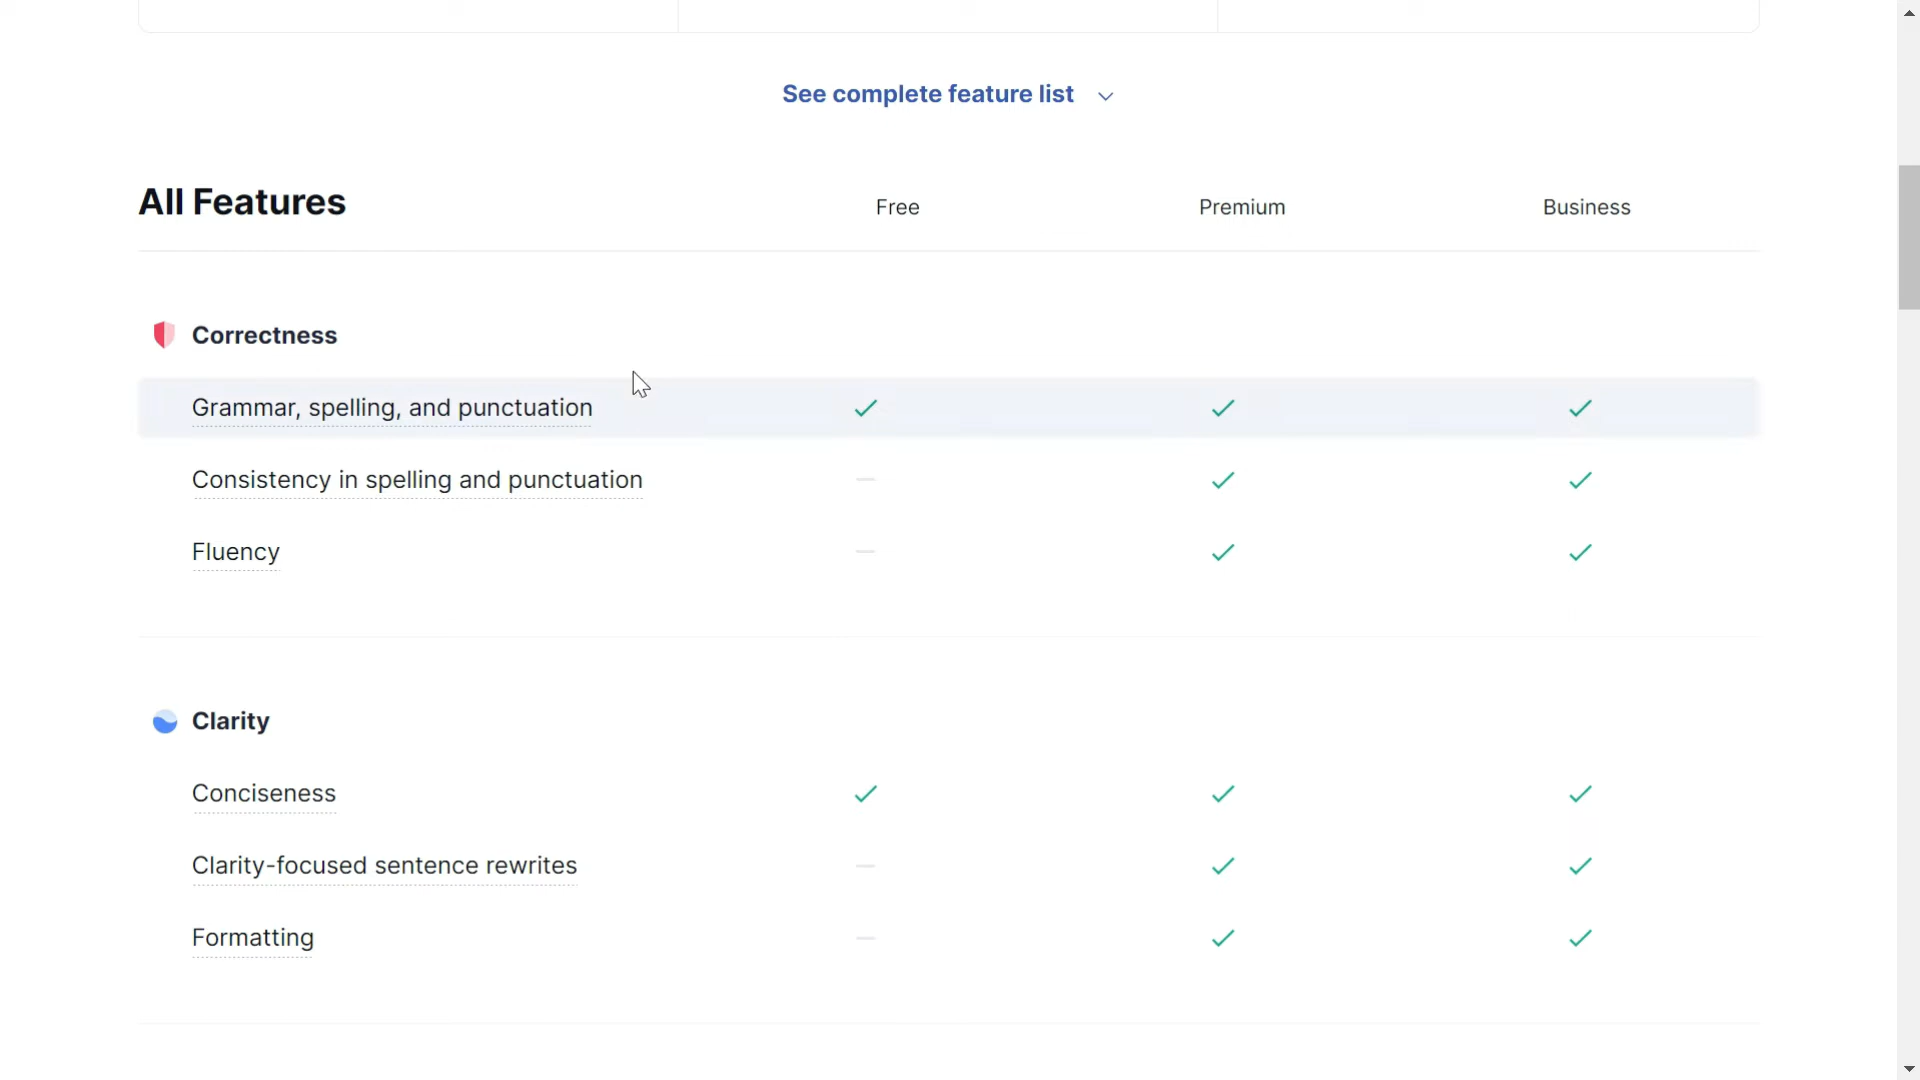 See complete feature list
All Features Free Premium Business
Correctness
Grammar, spelling, and punctuation
Consistency in spelling and punctuation
Fluency
Clarity
Conciseness
Clarity-focused sentence rewrites
Formatting